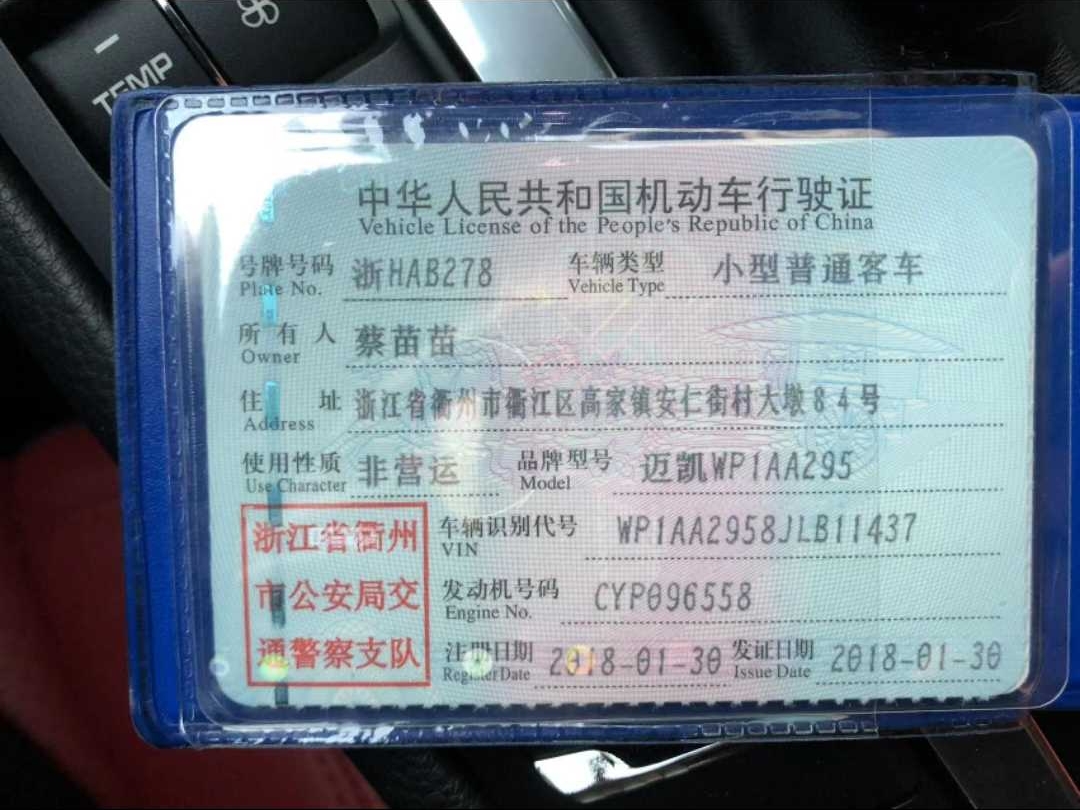 TEMP
中华人民共和国机动车行驶证
Vehicle License of the People's Republic of China
号牌号码 浙HAB278 车辆类型 小型普通客车
Plate No. Vehicle Type
所有人 蔡苗苗
Owner
住址 浙江省衢州市衢江区高家镇安仁街村大墩84号
Address
使用性质 非营运 品牌型号 迈凯WP1AA295
Use Character Model
浙江省衢州 车辆识别代号 WP1AA2958JLB11437
VIN
市公安局交 发动机号码 CYP096558
Engine No.
通警察支队 注册日期 2018-01-30 发证日期 2018-01-30
Register Date Issue Date